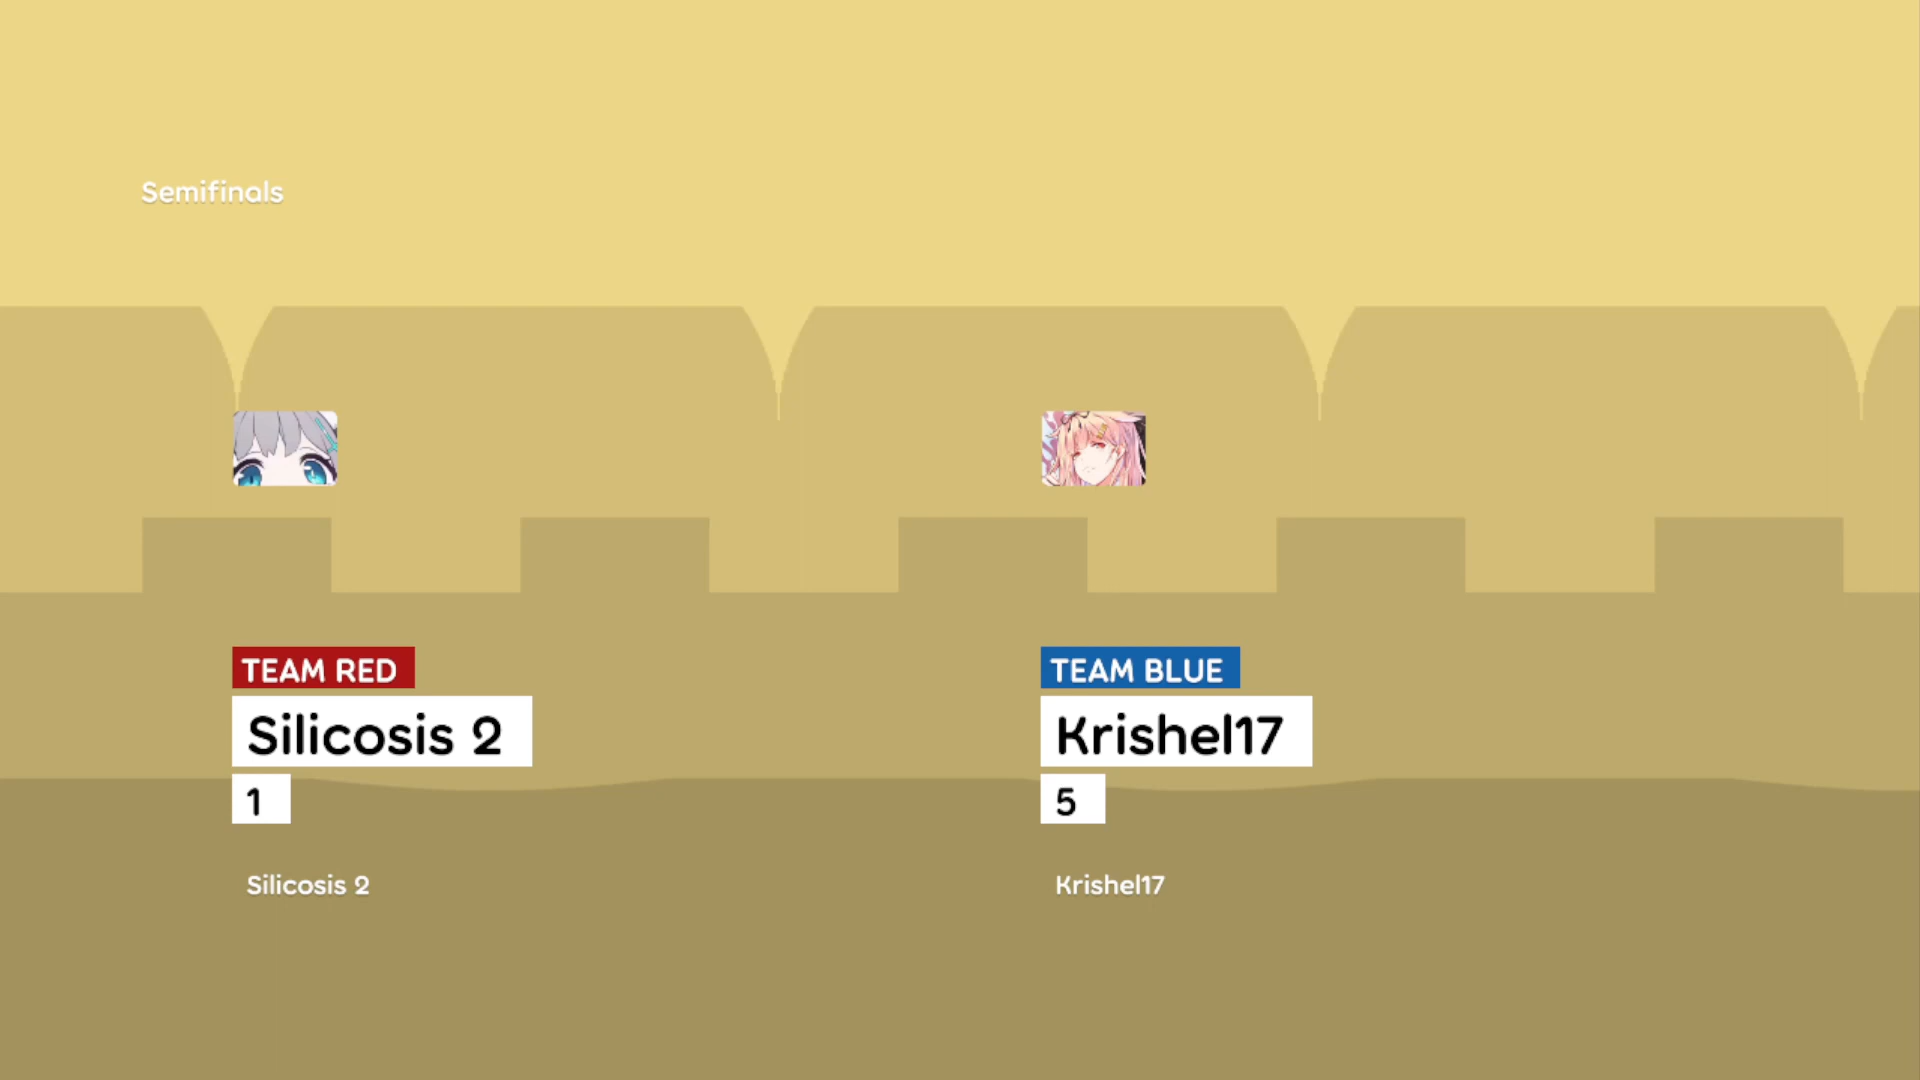 Semifinals
TEAM RED
Silicosis 2
1
Silicosis 2
TEAM BLUE
Krishel17
5
Krishel17